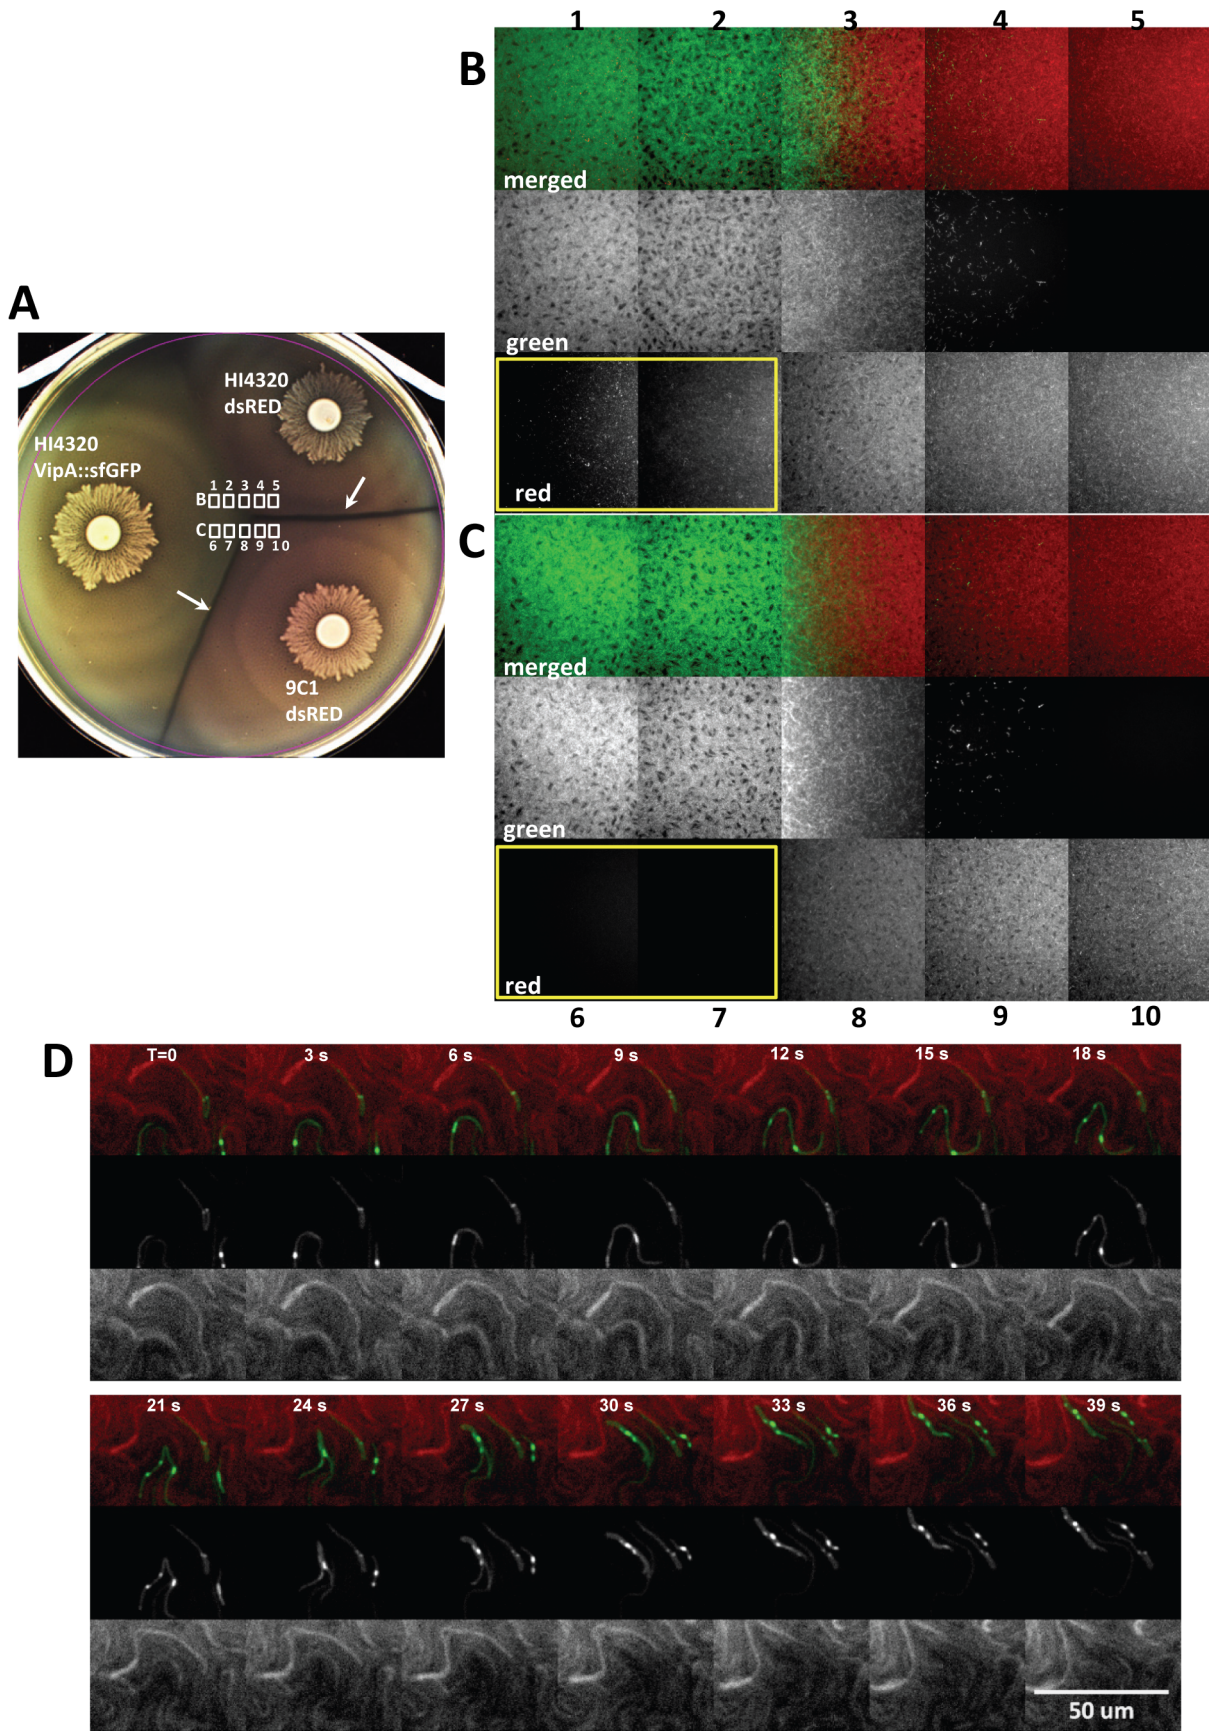 1 2 3 4 5
B
merged
green
red
A
HI4320
dsRED
HI4320
VipA::sfGFP
1 2 3 4 5
B
C
6 7 8 9 10
9C1
dsRED
C
merged
green
red
6 7 8 9 10
D
T=0 3 s 6 s 9 s 12 s 15 s 18 s
21 s 24 s 27 s 30 s 33 s 36 s 39 s
50 um